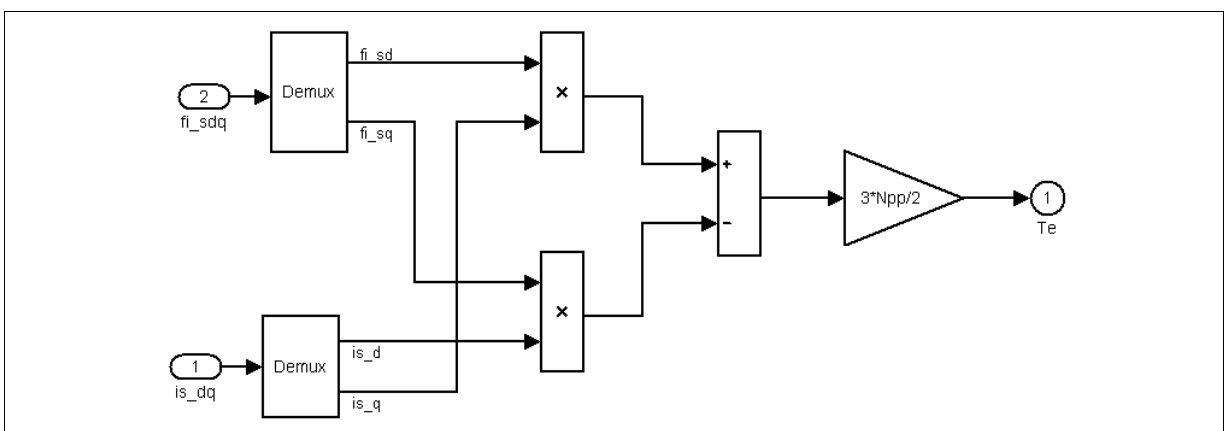 fi_sd
Demux
2
fi_sdq
fi_sq
×
+
−
3*Npp/2
1
Te
×
is_d
1
Demux
is_dq
is_q